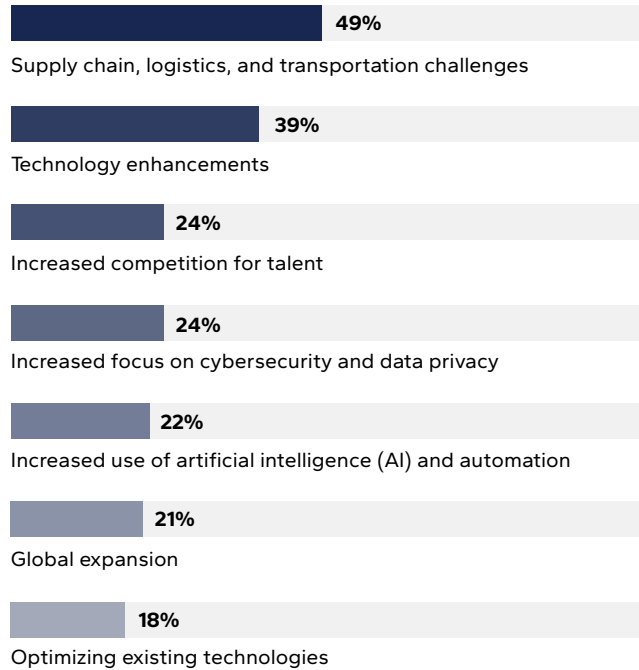 49%
Supply chain, logistics, and transportation challenges
39%
Technology enhancements
24%
Increased competition for talent
24%
Increased focus on cybersecurity and data privacy
22%
Increased use of artificial intelligence (AI) and automation
21%
Global expansion
18%
Optimizing existing technologies